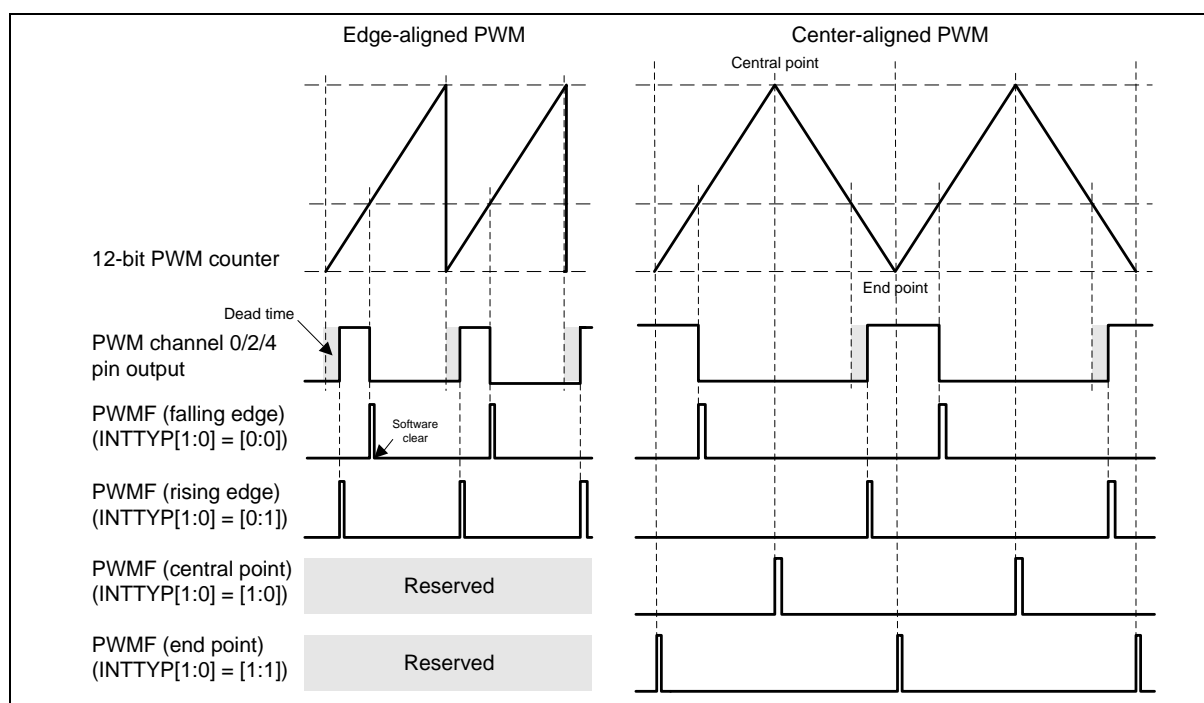 Edge-aligned PWM
Center-aligned PWM
Central point
12-bit PWM counter
End point
Dead time
PWM channel 0/2/4
pin output
PWMF (falling edge)
(INTTYP[1:0] = [0:0])
Software
clear
PWMF (rising edge)
(INTTYP[1:0] = [0:1])
PWMF (central point)
(INTTYP[1:0] = [1:0])
Reserved
PWMF (end point)
(INTTYP[1:0] = [1:1])
Reserved